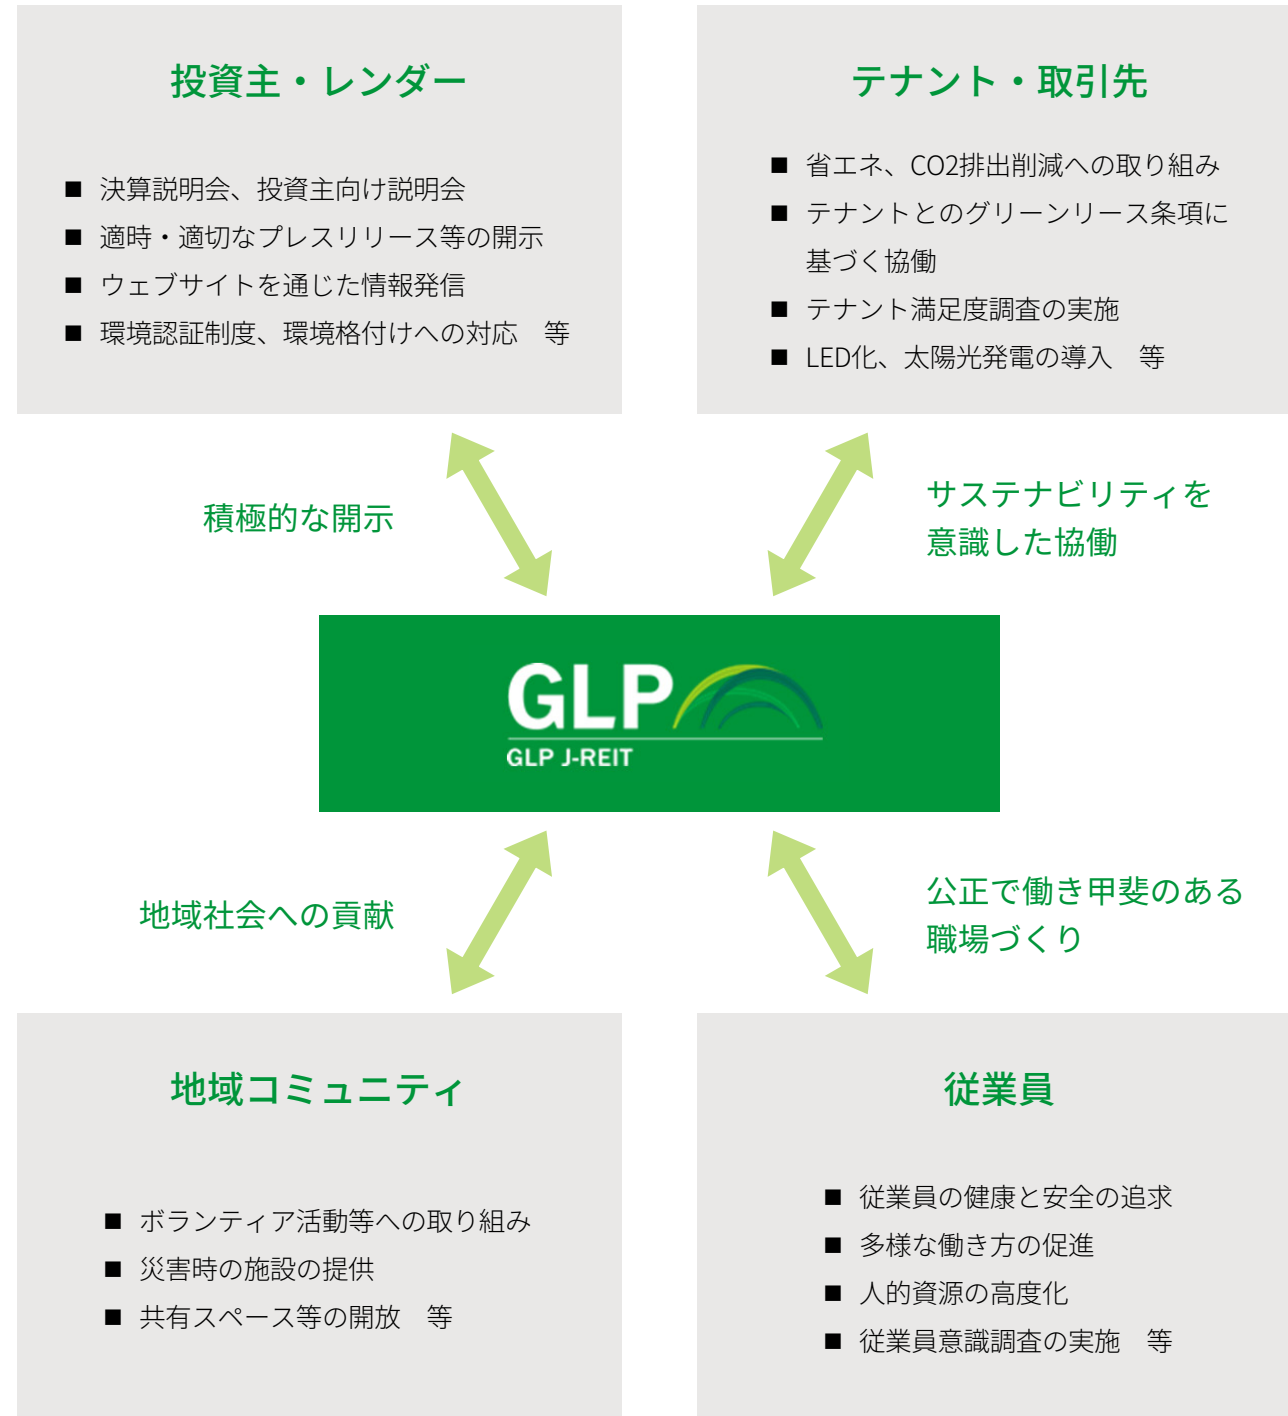 投資主・レンダー
■ 決算説明会、投資主向け説明会
■ 適時・適切なプレスリリース等の開示
■ ウェブサイトを通じた情報発信
■ 環境認証制度、環境格付けへの対応　等
テナント・取引先
■ 省エネ、CO2排出削減への取り組み
■ テナントとのグリーンリース条項に
基づく協働
■ テナント満足度調査の実施
■ LED化、太陽光発電の導入　等
積極的な開示
サステナビリティを
意識した協働
GLP
GLP J-REIT
地域社会への貢献
公正で働き甲斐のある
職場づくり
地域コミュニティ
■ ボランティア活動等への取り組み
■ 災害時の施設の提供
■ 共有スペース等の開放　等
従業員
■ 従業員の健康と安全の追求
■ 多様な働き方の促進
■ 人的資源の高度化
■ 従業員意識調査の実施　等